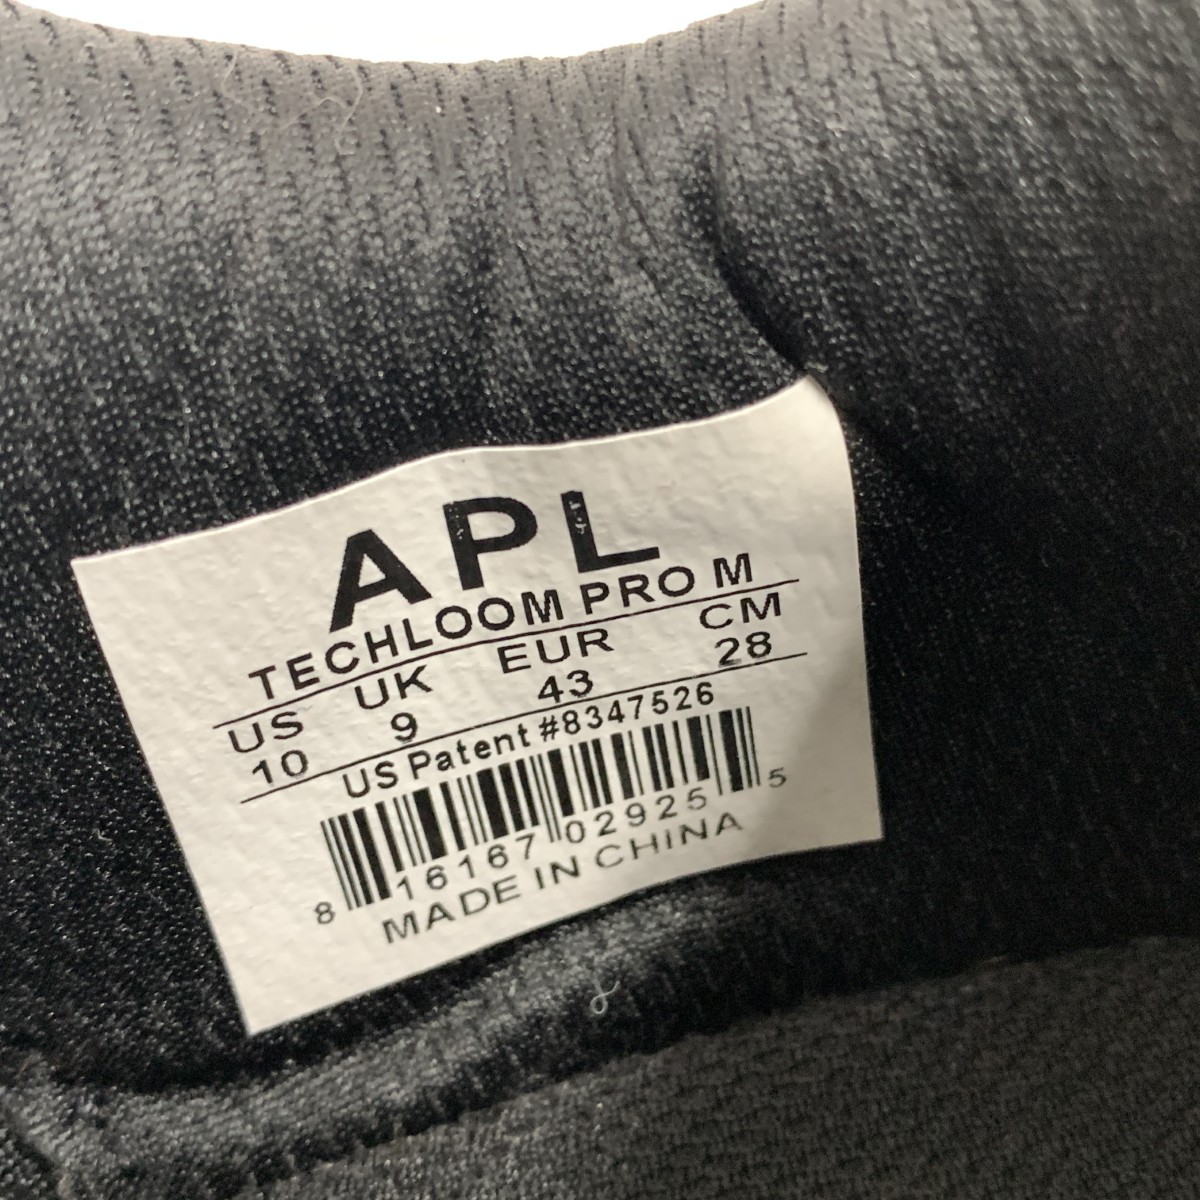 APL
TECHLOOM PRO M
US UK EUR CM
10 9 43 28
US Patent #8347526
8 16167 02925 5
MADE IN CHINA